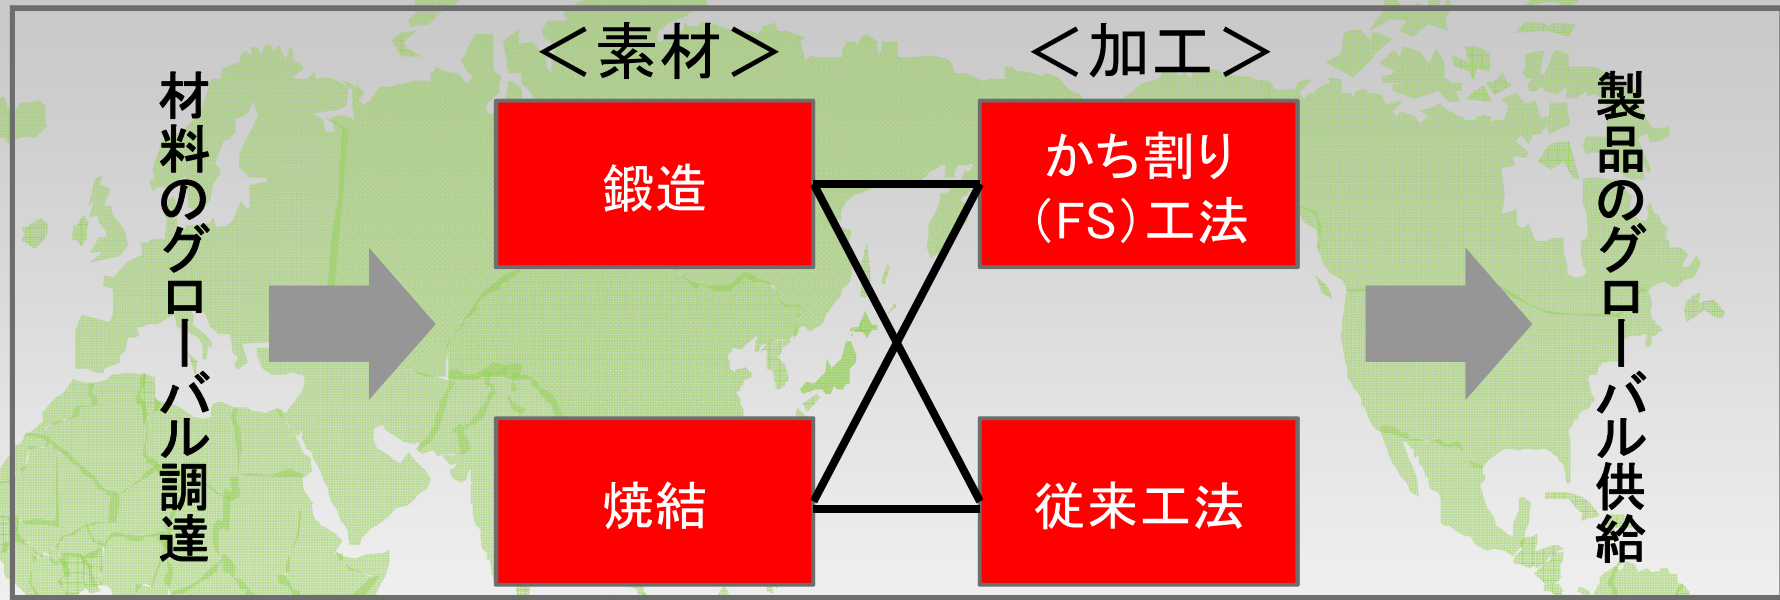 材料のグローバル調達
＜素材＞
鍛造
焼結
＜加工＞
かち割り
（FS）工法
従来工法
製品のグローバル供給